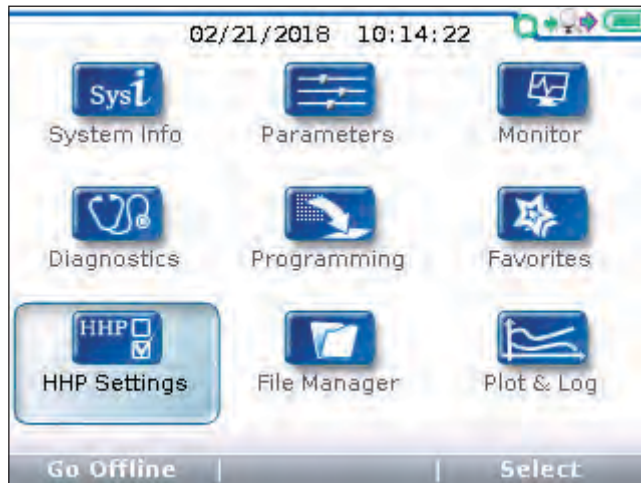 02/21/2018 10:14:22
Sysi
System Info
Parameters
Monitor
Diagnostics
Programming
Favorites
HHP
HHP Settings
File Manager
Plot & Log
Go Offline
Select